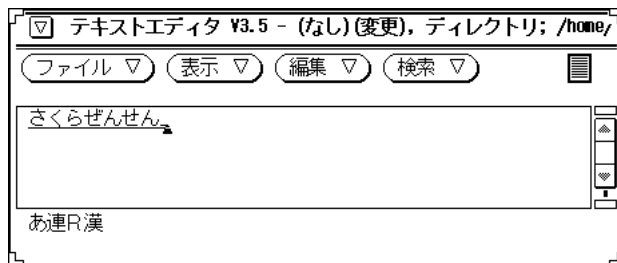 テキストエディタ V3.5 - (なし)(変更), ディレクトリ; /home/
ファイル ▽ 表示 ▽ 編集 ▽ 検索 ▽
さくらぜんせん
あ連R漢